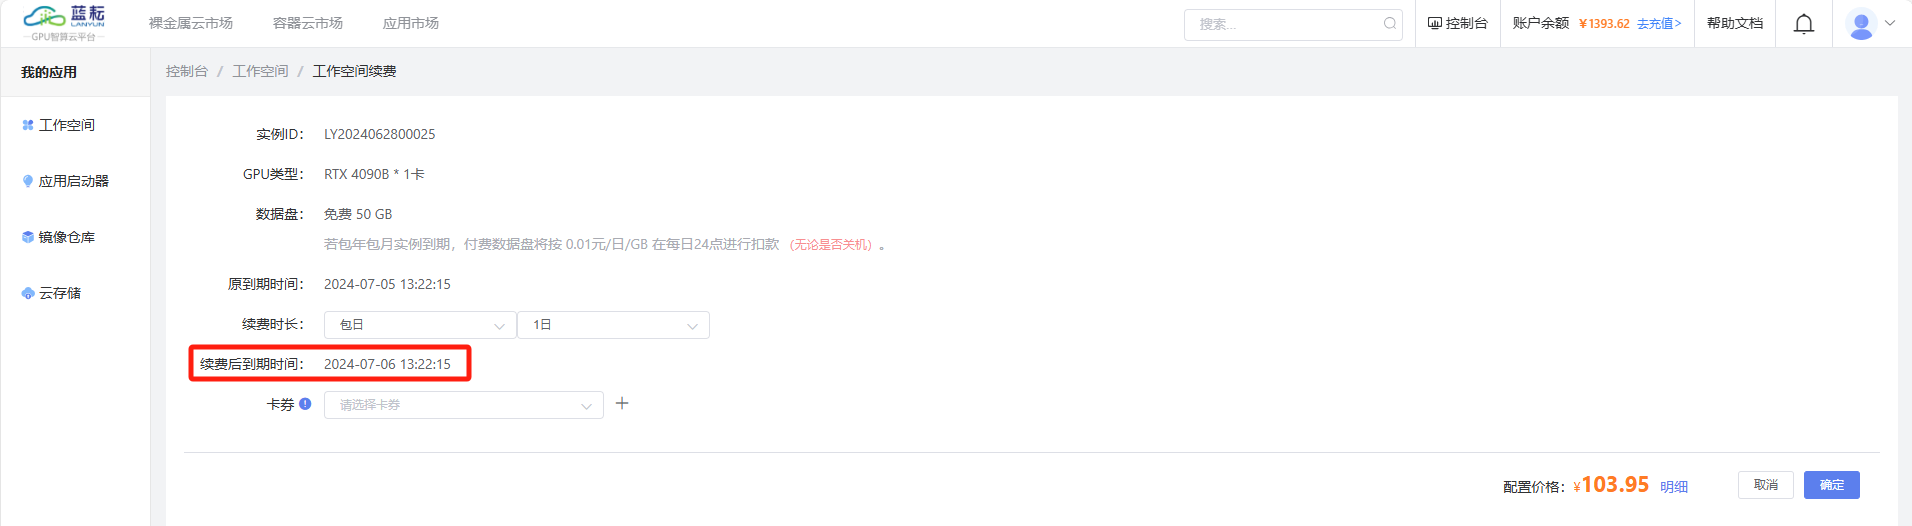 蓝耘
LANYUN
—GPU智算云平台—
裸金属云市场
容器云市场
应用市场
搜索...
控制台
账户余额 ¥1393.62 去充值>
帮助文档
我的应用
工作空间
应用启动器
镜像仓库
云存储
控制台 / 工作空间 / 工作空间续费
实例ID： LY2024062800025
GPU类型： RTX 4090B * 1卡
数据盘： 免费 50 GB
若包年包月实例到期，付费数据盘将按 0.01元/日/GB 在每日24点进行扣款 （无论是否关机）。
原到期时间： 2024-07-05 13:22:15
续费时长： 包日 1日
续费后到期时间： 2024-07-06 13:22:15
卡券 请选择卡券 +
配置价格：¥103.95 明细
取消
确定